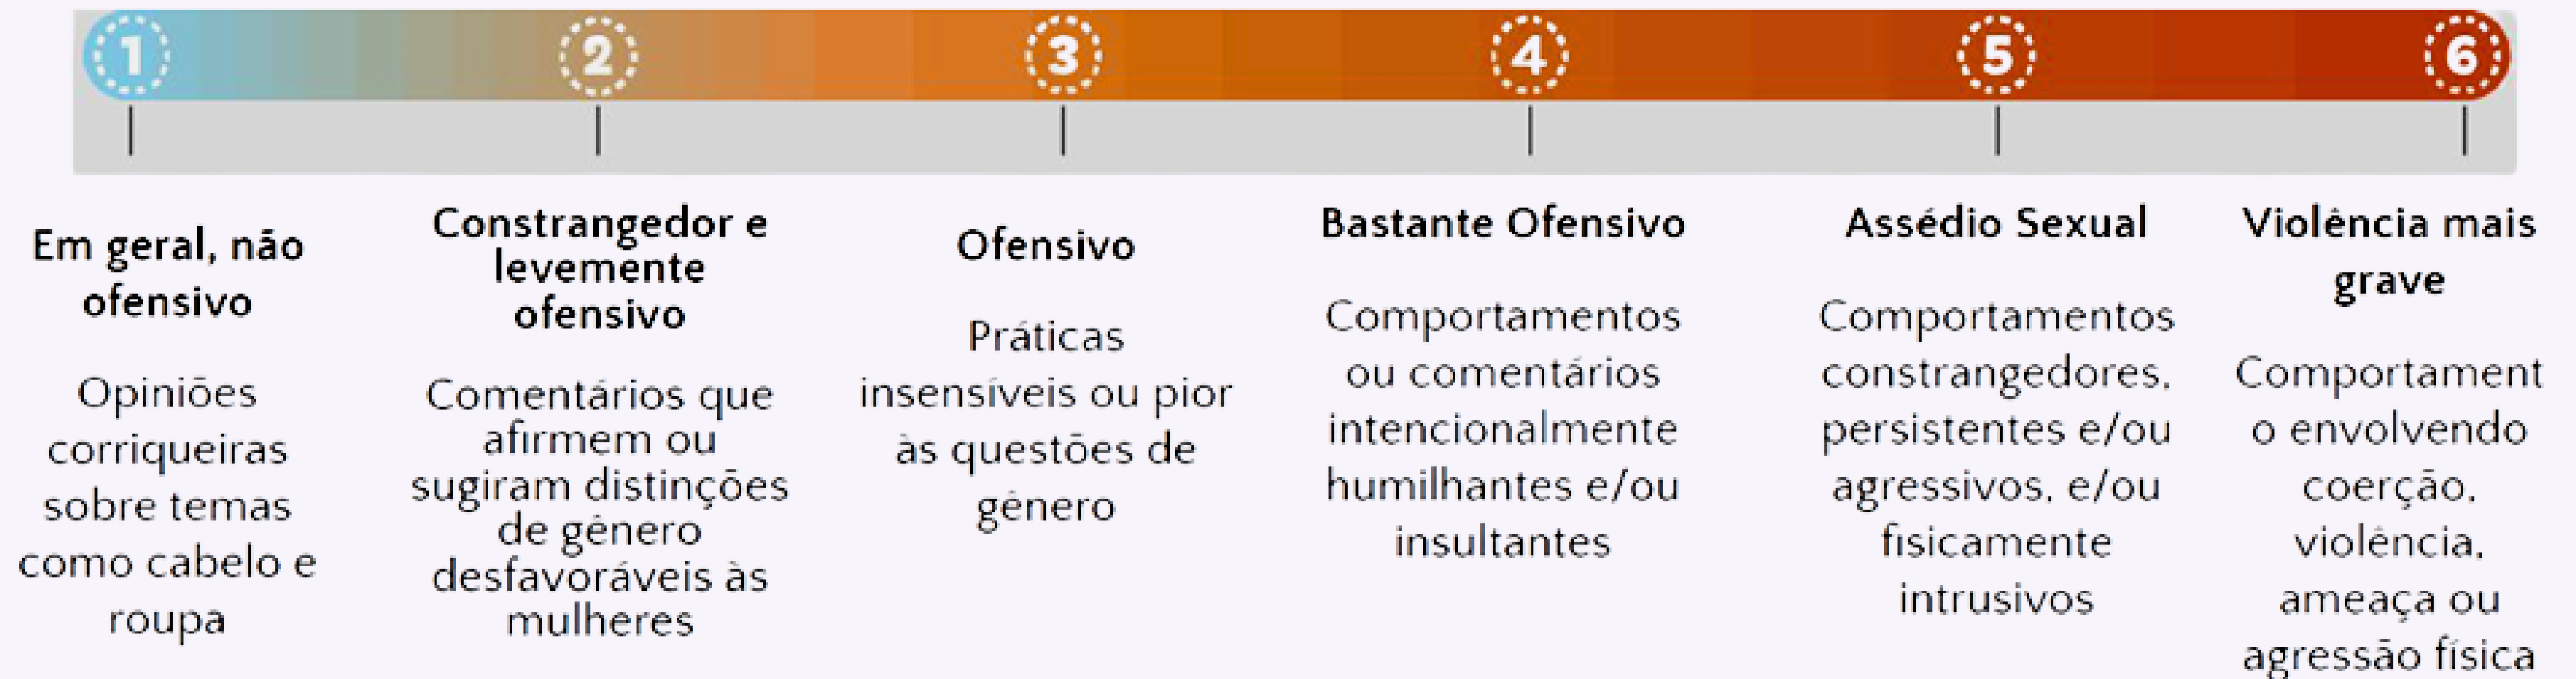 1
2
3
4
5
6
Em geral, não
ofensivo
Opiniões
corriqueiras
sobre temas
como cabelo e
roupa
Constrangedor e
levemente
ofensivo
Comentários que
afirmem ou
sugiram distinções
de gênero
desfavoráveis às
mulheres
Ofensivo
Práticas
insensíveis ou pior
às questões de
gênero
Bastante Ofensivo
Comportamentos
ou comentários
intencionalmente
humilhantes e/ou
insultantes
Assédio Sexual
Comportamentos
constrangedores,
persistentes e/ou
agressivos, e/ou
fisicamente
intrusivos
Violência mais
grave
Comportament
o envolvendo
coerção,
violência,
ameaça ou
agressão física